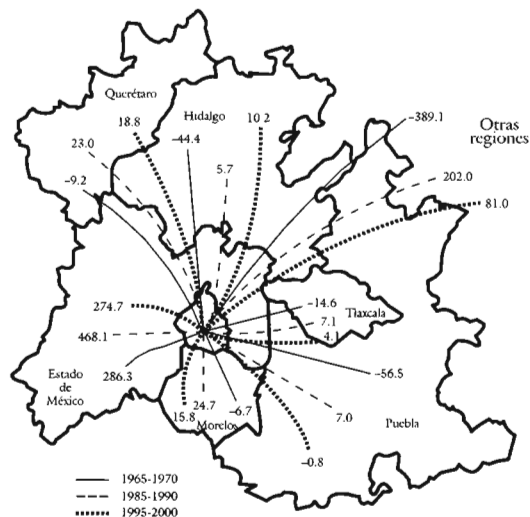 Querétaro
18.8
Hidalgo
10.2
-389.1
Otras
regiones
-44.4
23.0
5.7
-9.2
202.0
81.0
274.7
-14.6
Tlaxcala
7.1
4.1
468.1
286.3
-56.5
Estado
de
México
24.7
-6.7
15.8
Morelos
7.0
Puebla
-0.8
1965-1970
1985-1990
1995-2000